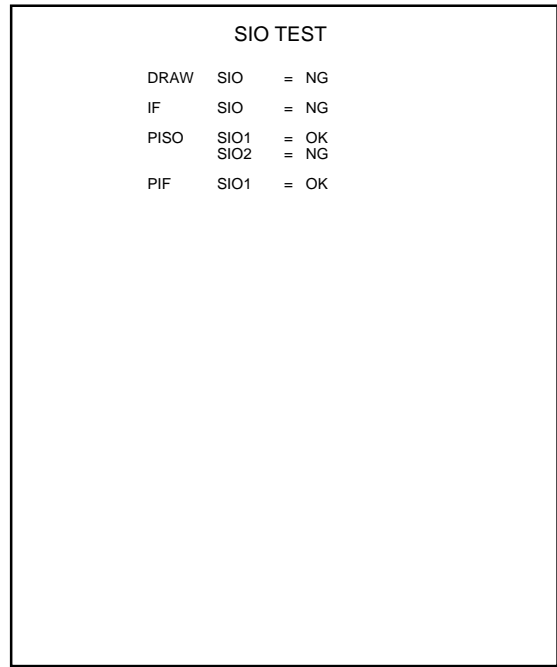 SIO TEST
DRAW SIO = NG
IF SIO = NG
PISO SIO1 = OK
SIO2 = NG
PIF SIO1 = OK